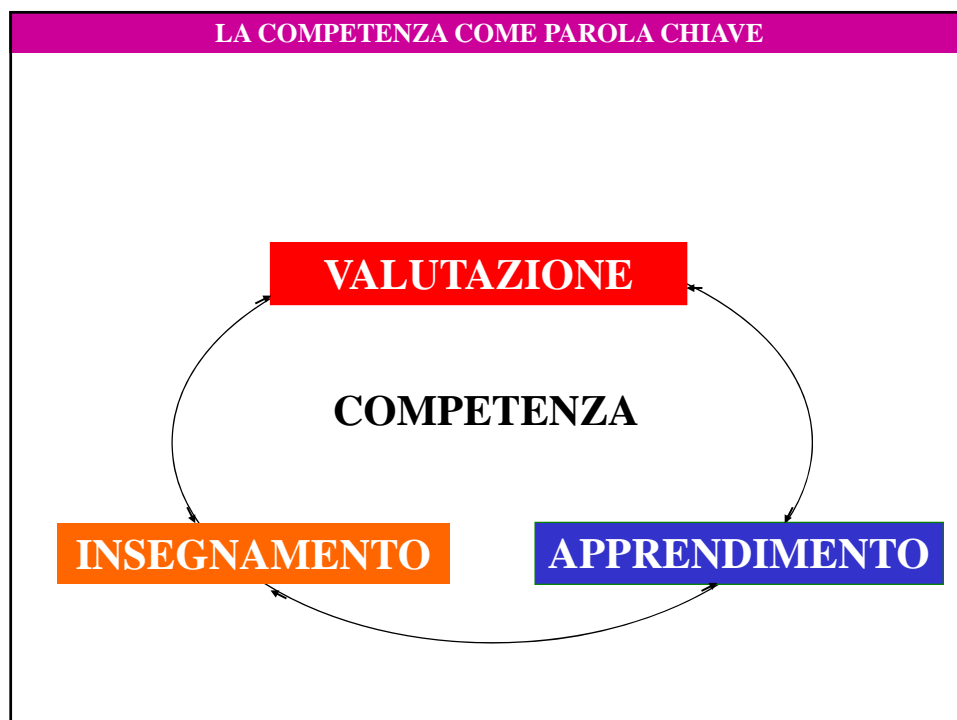 LA COMPETENZA COME PAROLA CHIAVE
VALUTAZIONE
COMPETENZA
INSEGNAMENTO
APPRENDIMENTO